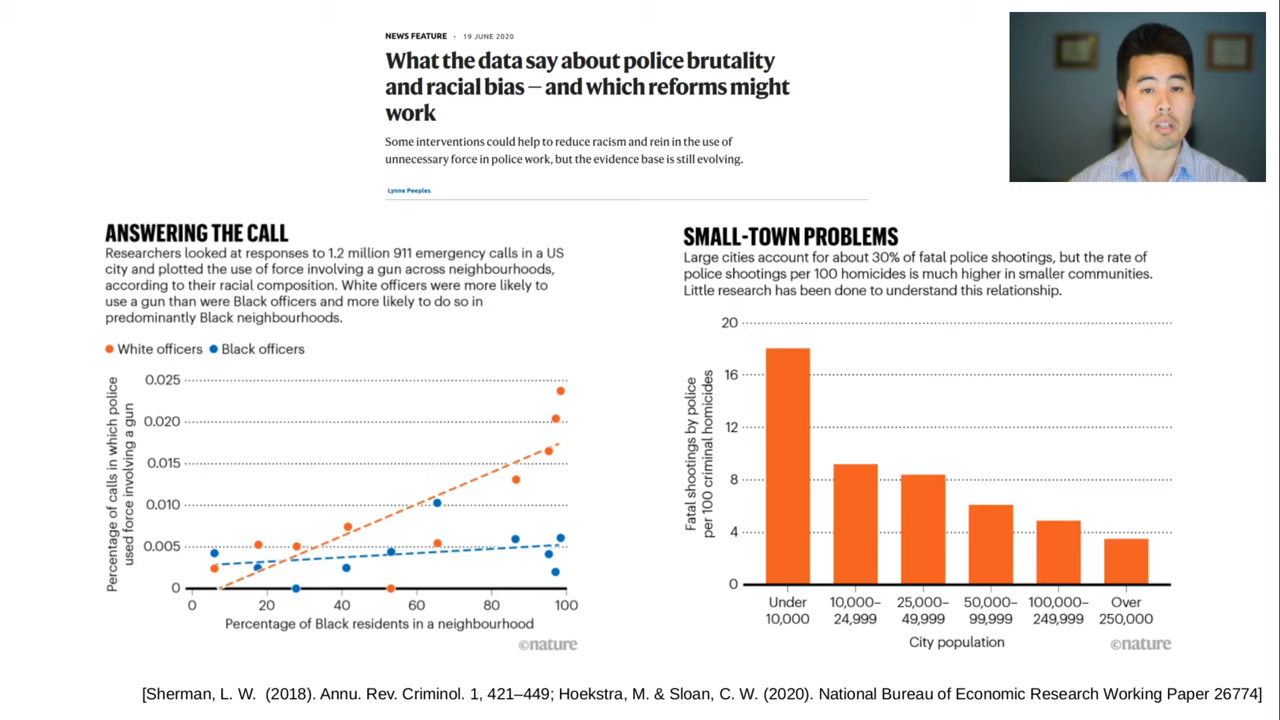 NEWS FEATURE · 19 JUNE 2020
What the data say about police brutality
and racial bias — and which reforms might
work
Some interventions could help to reduce racism and rein in the use of
unnecessary force in police work, but the evidence base is still evolving.
Lynne Peeples
ANSWERING THE CALL
Researchers looked at responses to 1.2 million 911 emergency calls in a US
city and plotted the use of force involving a gun across neighbourhoods,
according to their racial composition. White officers were more likely to
use a gun than were Black officers and more likely to do so in
predominantly Black neighbourhoods.
White officers Black officers
Percentage of calls in which police
used force involving a gun
0.025
0.020
0.015
0.010
0.005
0
0 20 40 60 80 100
Percentage of Black residents in a neighbourhood
©nature
SMALL-TOWN PROBLEMS
Large cities account for about 30% of fatal police shootings, but the rate of
police shootings per 100 homicides is much higher in smaller communities.
Little research has been done to understand this relationship.
Fatal shootings by police
per 100 criminal homicides
20
16
12
8
4
0
Under 10,000– 25,000– 50,000– 100,000– Over
10,000 24,999 49,999 99,999 249,999 250,000
City population
©nature
[Sherman, L. W. (2018). Annu. Rev. Criminol. 1, 421–449; Hoekstra, M. & Sloan, C. W. (2020). National Bureau of Economic Research Working Paper 26774]